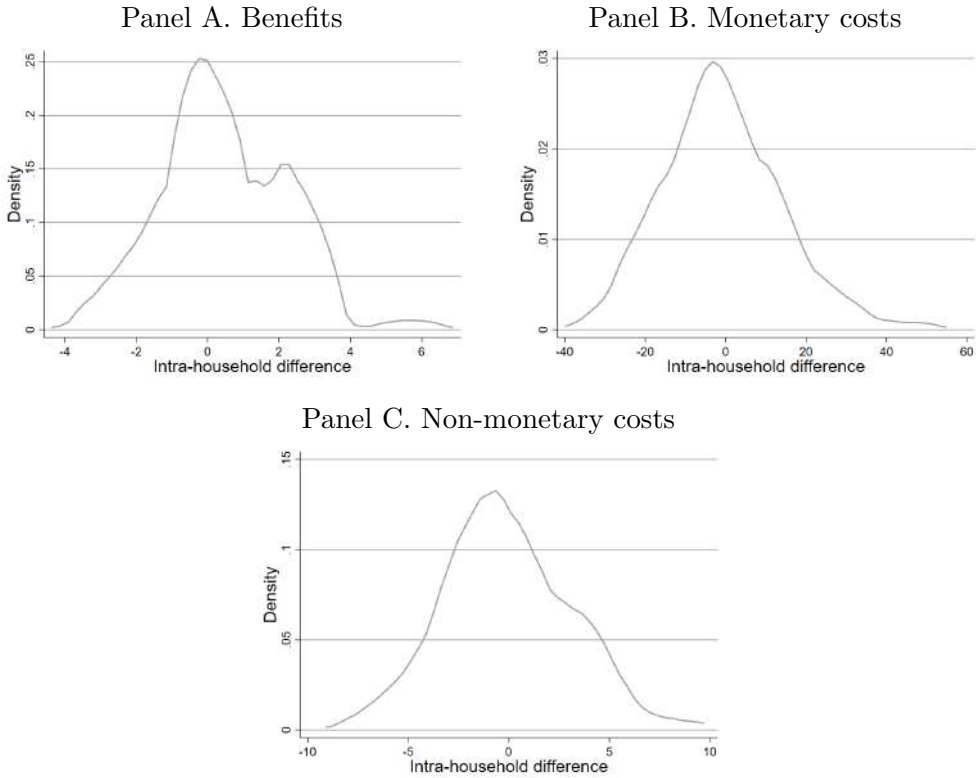 Panel A. Benefits
Density
.25
.2
.15
.1
.05
0
-4 -2 0 2 4 6
Intra-household difference
Panel B. Monetary costs
Density
.03
.02
.01
0
-40 -20 0 20 40 60
Intra-household difference
Panel C. Non-monetary costs
Density
.15
.1
.05
0
-10 -5 0 5 10
Intra-household difference